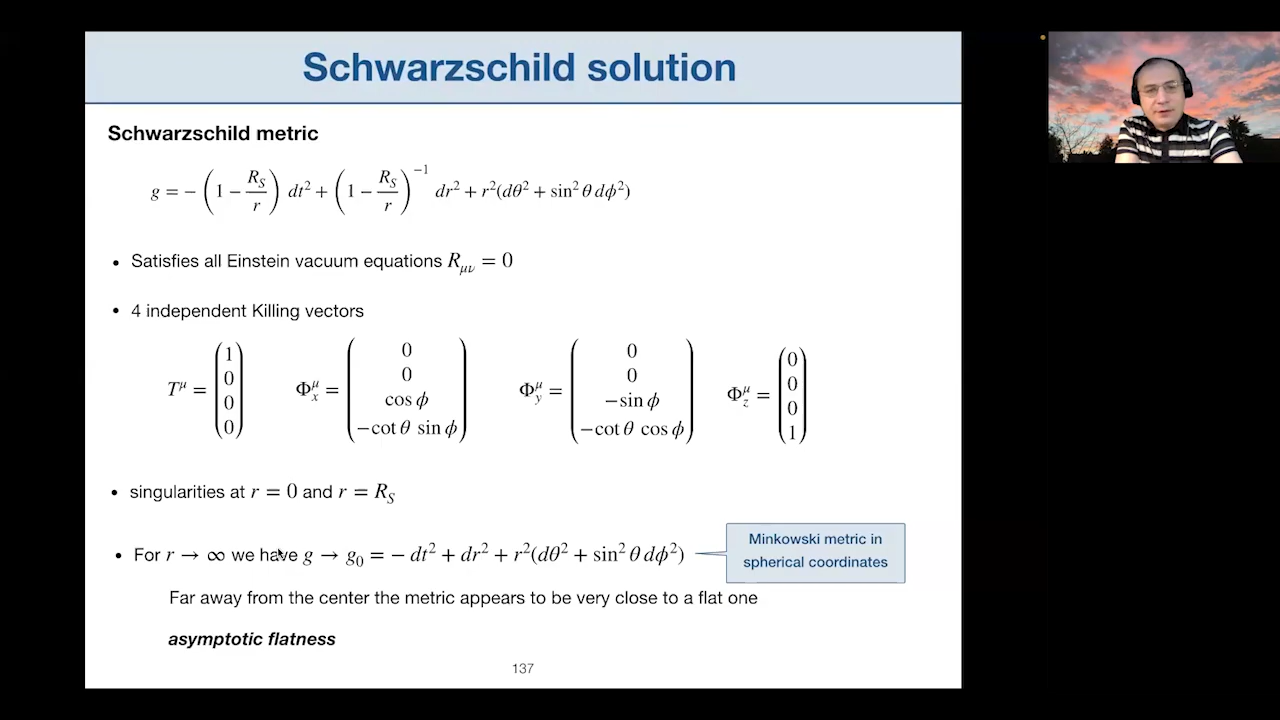 Schwarzschild solution
Schwarzschild metric
g = − (1 − R_S/r) dt² + (1 − R_S/r)⁻¹ dr² + r²(dθ² + sin² θ dϕ²)
• Satisfies all Einstein vacuum equations R_μν = 0
• 4 independent Killing vectors
T^μ = (1 0 0 0) Φ_x^μ = (0 0 cos ϕ −cot θ sin ϕ) Φ_y^μ = (0 0 −sin ϕ −cot θ cos ϕ) Φ_z^μ = (0 0 0 1)
• singularities at r = 0 and r = R_S
• For r → ∞ we have g → g₀ = − dt² + dr² + r²(dθ² + sin² θ dϕ²)
Minkowski metric in
spherical coordinates
Far away from the center the metric appears to be very close to a flat one
asymptotic flatness
137